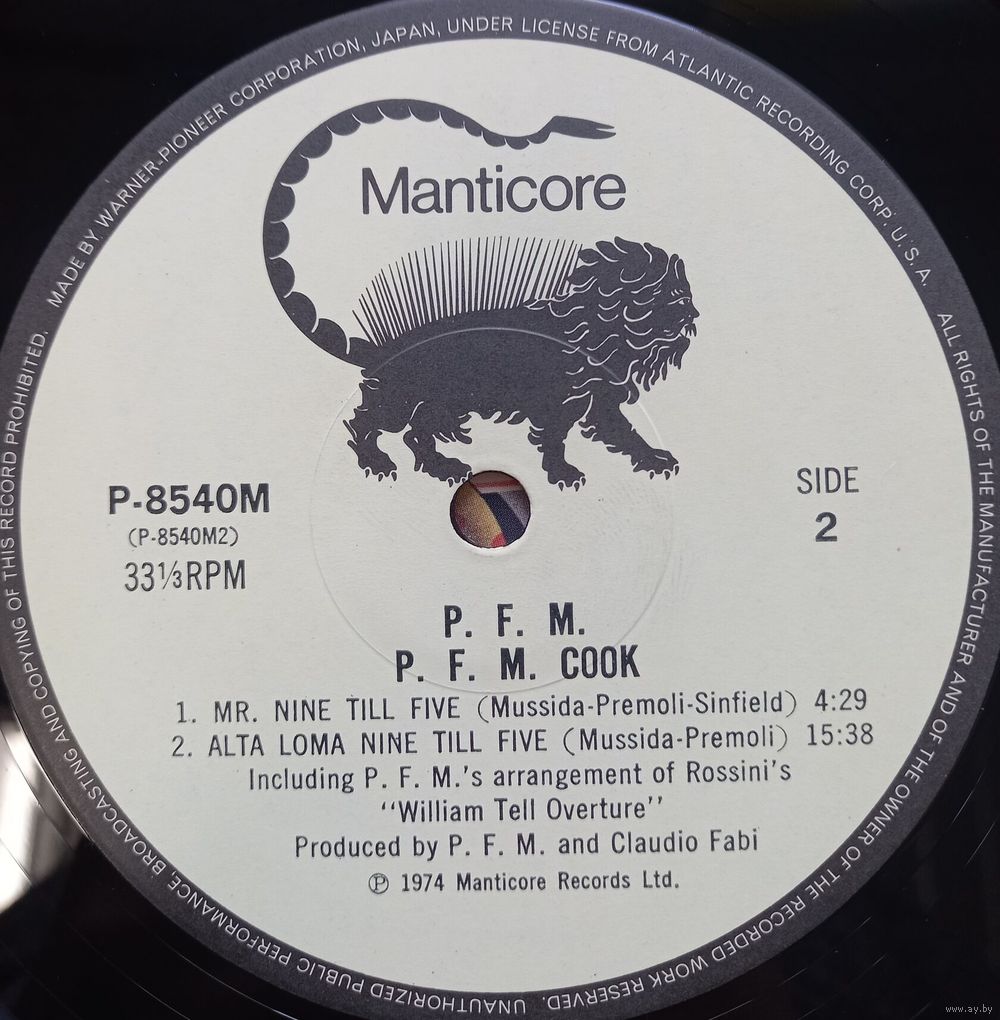 MADE BY WARNER-PIONEER CORPORATION, JAPAN, UNDER LICENSE FROM ATLANTIC RECORDING CORP. U.S.A.
ALL RIGHTS OF THE MANUFACTURER AND OF THE OWNER OF THE RECORDED WORK RESERVED. UNAUTHORIZED PUBLIC PERFORMANCE, BROADCASTING AND COPYING OF THIS RECORD PROHIBITED.
Manticore
P-8540M
(P-8540M2)
33⅓RPM
SIDE
2
P. F. M.
P. F. M. COOK
1. MR. NINE TILL FIVE (Mussida-Premoli-Sinfield) 4:29
2. ALTA LOMA NINE TILL FIVE (Mussida-Premoli) 15:38
Including P. F. M.'s arrangement of Rossini's
"William Tell Overture"
Produced by P. F. M. and Claudio Fabi
Ⓟ 1974 Manticore Records Ltd.
www.ay.by